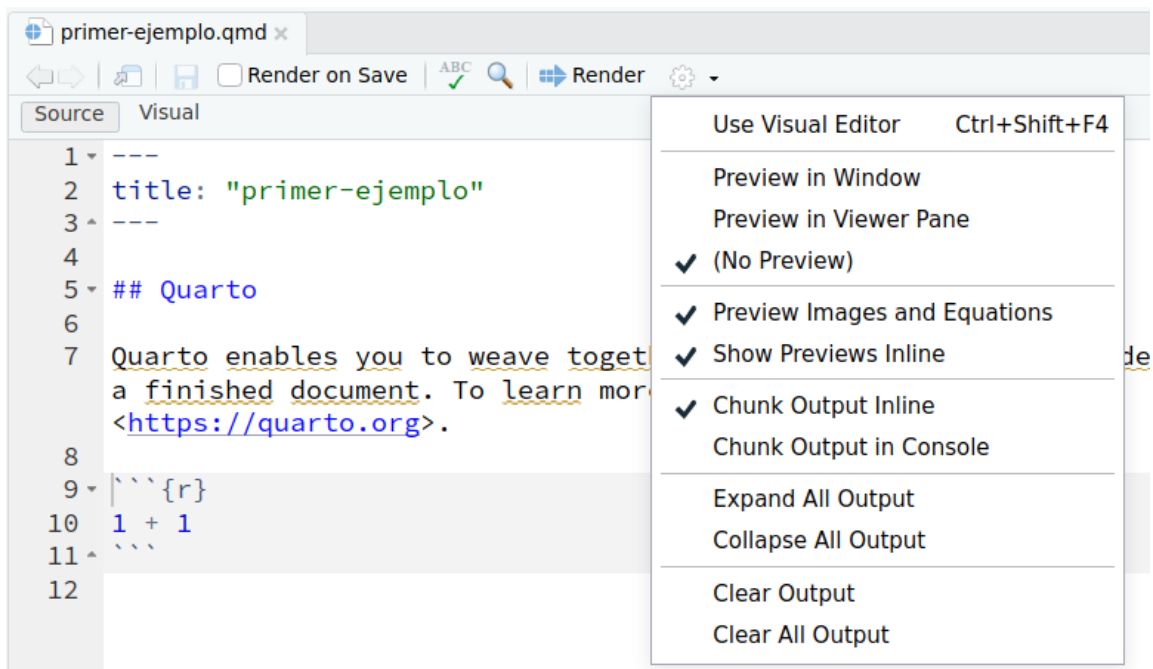 primer-ejemplo.qmd
Render on Save ABC Render
Source Visual
1 ---
2 title: "primer-ejemplo"
3 ---
4
5 ## Quarto
6
7 Quarto enables you to weave
a finished document. To learn
<https://quarto.org>.
8
9 ```{r}
10 1 + 1
11 ```
12
Use Visual Editor Ctrl+Shift+F4
Preview in Window
Preview in Viewer Pane
(No Preview)
Preview Images and Equations
Show Previews Inline
Chunk Output Inline
Chunk Output in Console
Expand All Output
Collapse All Output
Clear Output
Clear All Output